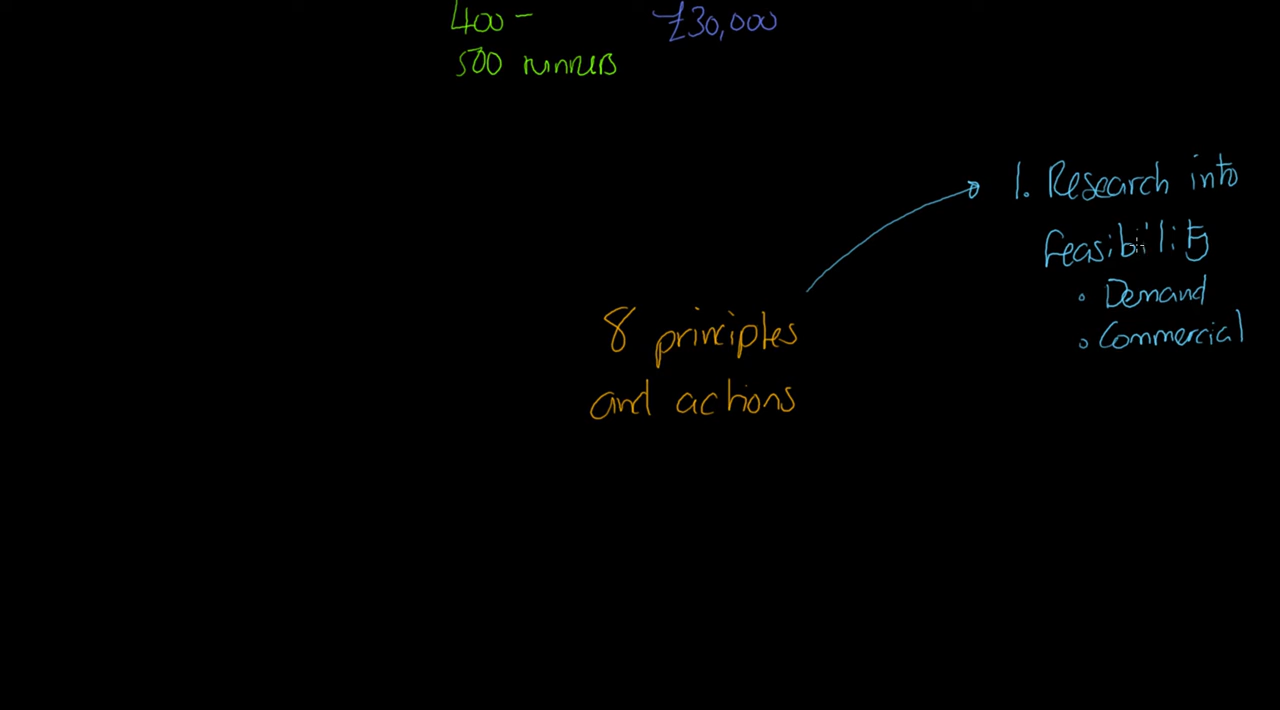 400 -
500 runners
£30,000
1. Research into
feasibility
• Demand
• Commercial
8 principles
and actions